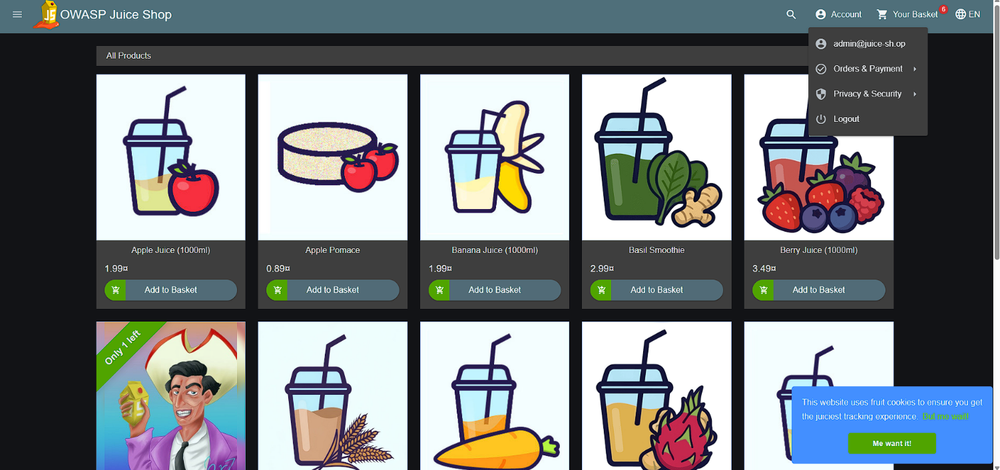 OWASP Juice Shop
Account
Your Basket
6
EN
admin@juice-sh.op
Orders & Payment
Privacy & Security
Logout
All Products
Apple Juice (1000ml)
1.99¤
Add to Basket
Apple Pomace
0.89¤
Add to Basket
Banana Juice (1000ml)
1.99¤
Add to Basket
Basil Smoothie
2.99¤
Add to Basket
Berry Juice (1000ml)
3.49¤
Add to Basket
Only 1 left
This website uses fruit cookies to ensure you get
the juiciest tracking experience. But me wait!
Me want it!